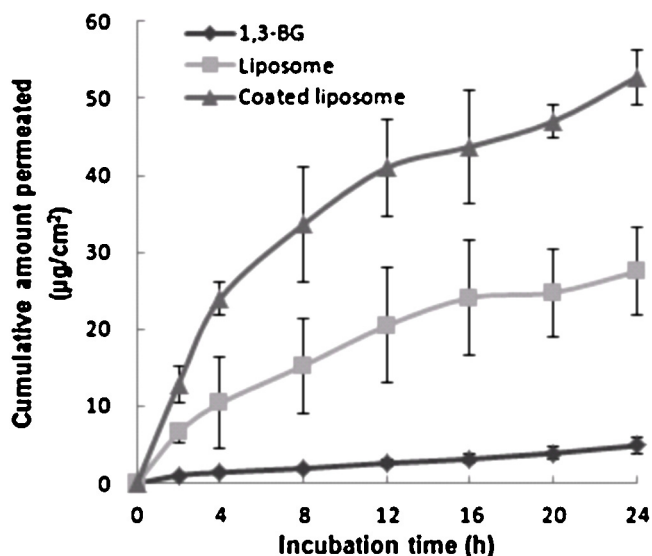 60
50
40
30
20
10
0
0 4 8 12 16 20 24
Cumulative amount permeated
(µg/cm²)
1,3-BG
Liposome
Coated liposome
Incubation time (h)